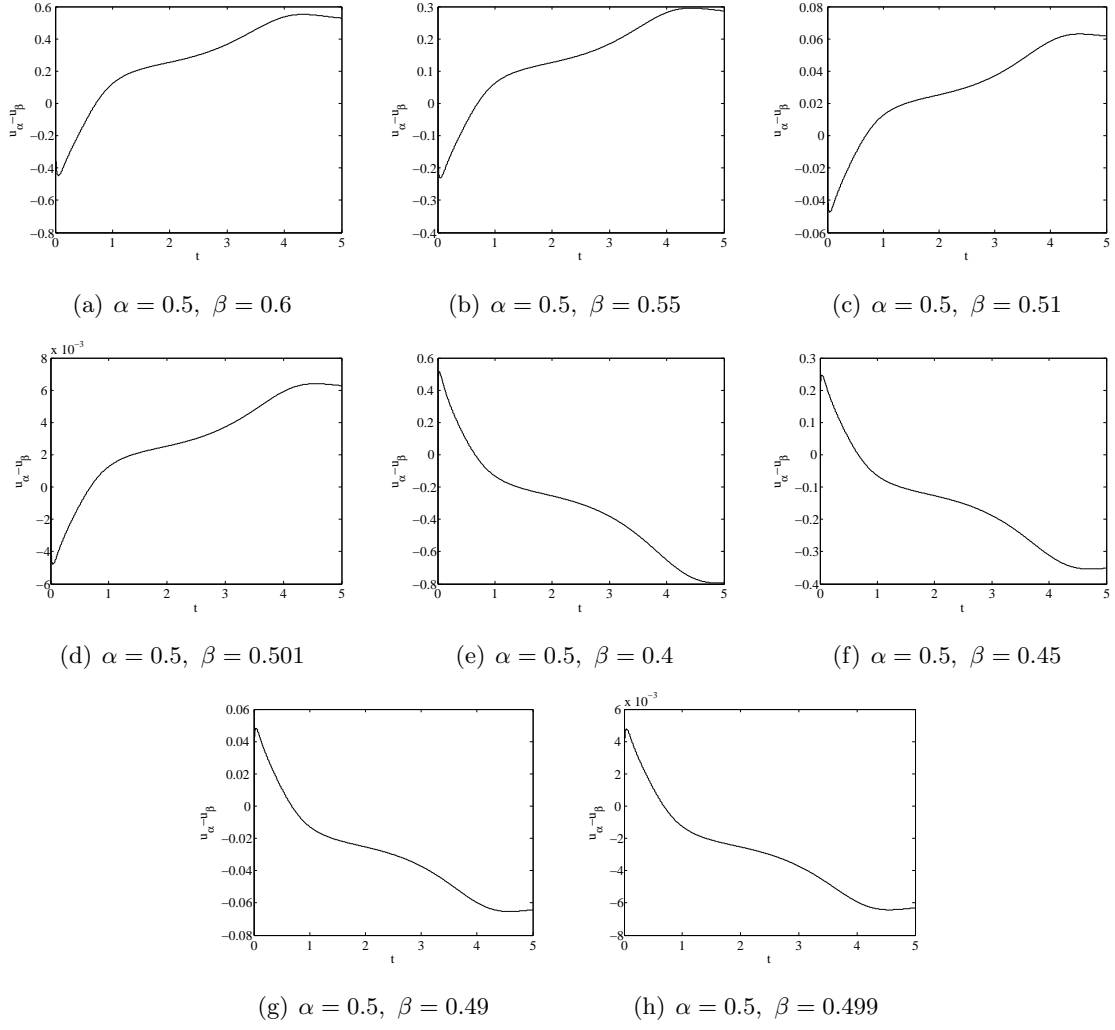 0.6
0.4
0.2
0
−0.2
−0.4
−0.6
−0.8
u_α−u_β
0 1 2 3 4 5
t
(a) α = 0.5, β = 0.6
0.3
0.2
0.1
0
−0.1
−0.2
−0.3
−0.4
u_α−u_β
0 1 2 3 4 5
t
(b) α = 0.5, β = 0.55
0.08
0.06
0.04
0.02
0
−0.02
−0.04
−0.06
u_α−u_β
0 1 2 3 4 5
t
(c) α = 0.5, β = 0.51
x 10⁻³
8
6
4
2
0
−2
−4
−6
u_α−u_β
0 1 2 3 4 5
t
(d) α = 0.5, β = 0.501
0.6
0.4
0.2
0
−0.2
−0.4
−0.6
−0.8
u_α−u_β
0 1 2 3 4 5
t
(e) α = 0.5, β = 0.4
0.3
0.2
0.1
0
−0.1
−0.2
−0.3
−0.4
u_α−u_β
0 1 2 3 4 5
t
(f) α = 0.5, β = 0.45
0.06
0.04
0.02
0
−0.02
−0.04
−0.06
−0.08
u_α−u_β
0 1 2 3 4 5
t
(g) α = 0.5, β = 0.49
x 10⁻³
6
4
2
0
−2
−4
−6
−8
u_α−u_β
0 1 2 3 4 5
t
(h) α = 0.5, β = 0.499